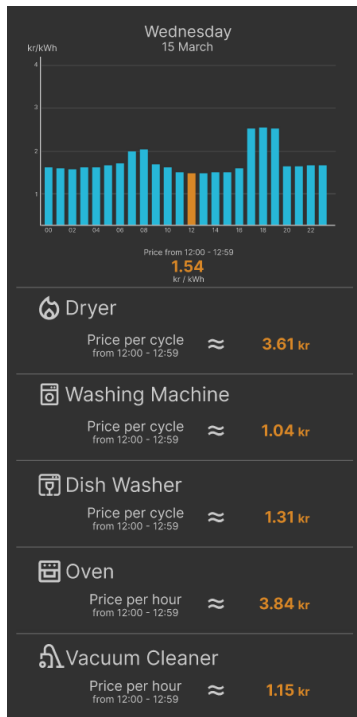 Wednesday
15 March
kr/kWh
4
3
2
1
00 02 04 06 08 10 12 14 16 18 20 22
Price from 12:00 - 12:59
1.54
kr / kWh
Dryer
Price per cycle ≈ 3.61 kr
from 12:00 - 12:59
Washing Machine
Price per cycle ≈ 1.04 kr
from 12:00 - 12:59
Dish Washer
Price per cycle ≈ 1.31 kr
from 12:00 - 12:59
Oven
Price per hour ≈ 3.84 kr
from 12:00 - 12:59
Vacuum Cleaner
Price per hour ≈ 1.15 kr
from 12:00 - 12:59